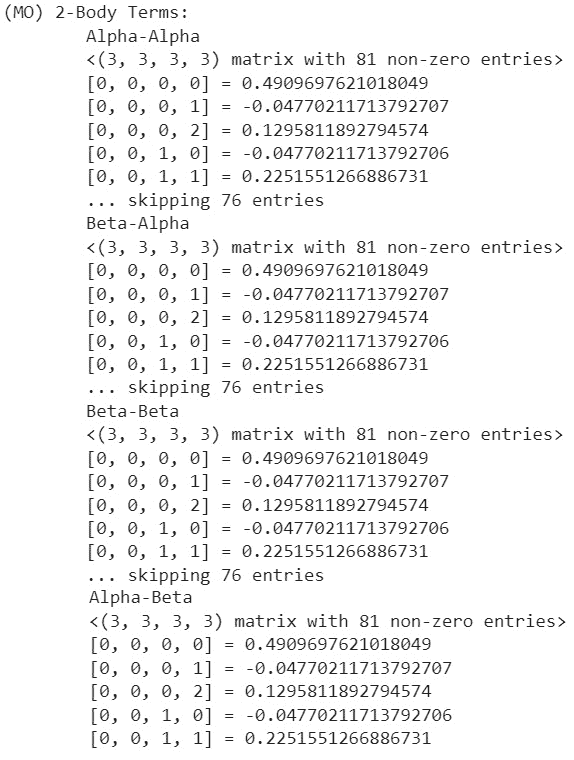 (MO) 2-Body Terms:
Alpha-Alpha
<(3, 3, 3, 3) matrix with 81 non-zero entries>
[0, 0, 0, 0] = 0.4909697621018049
[0, 0, 0, 1] = -0.04770211713792707
[0, 0, 0, 2] = 0.1295811892794574
[0, 0, 1, 0] = -0.04770211713792706
[0, 0, 1, 1] = 0.2251551266886731
... skipping 76 entries
Beta-Alpha
<(3, 3, 3, 3) matrix with 81 non-zero entries>
[0, 0, 0, 0] = 0.4909697621018049
[0, 0, 0, 1] = -0.04770211713792707
[0, 0, 0, 2] = 0.1295811892794574
[0, 0, 1, 0] = -0.04770211713792706
[0, 0, 1, 1] = 0.2251551266886731
... skipping 76 entries
Beta-Beta
<(3, 3, 3, 3) matrix with 81 non-zero entries>
[0, 0, 0, 0] = 0.4909697621018049
[0, 0, 0, 1] = -0.04770211713792707
[0, 0, 0, 2] = 0.1295811892794574
[0, 0, 1, 0] = -0.04770211713792706
[0, 0, 1, 1] = 0.2251551266886731
... skipping 76 entries
Alpha-Beta
<(3, 3, 3, 3) matrix with 81 non-zero entries>
[0, 0, 0, 0] = 0.4909697621018049
[0, 0, 0, 1] = -0.04770211713792707
[0, 0, 0, 2] = 0.1295811892794574
[0, 0, 1, 0] = -0.04770211713792706
[0, 0, 1, 1] = 0.2251551266886731